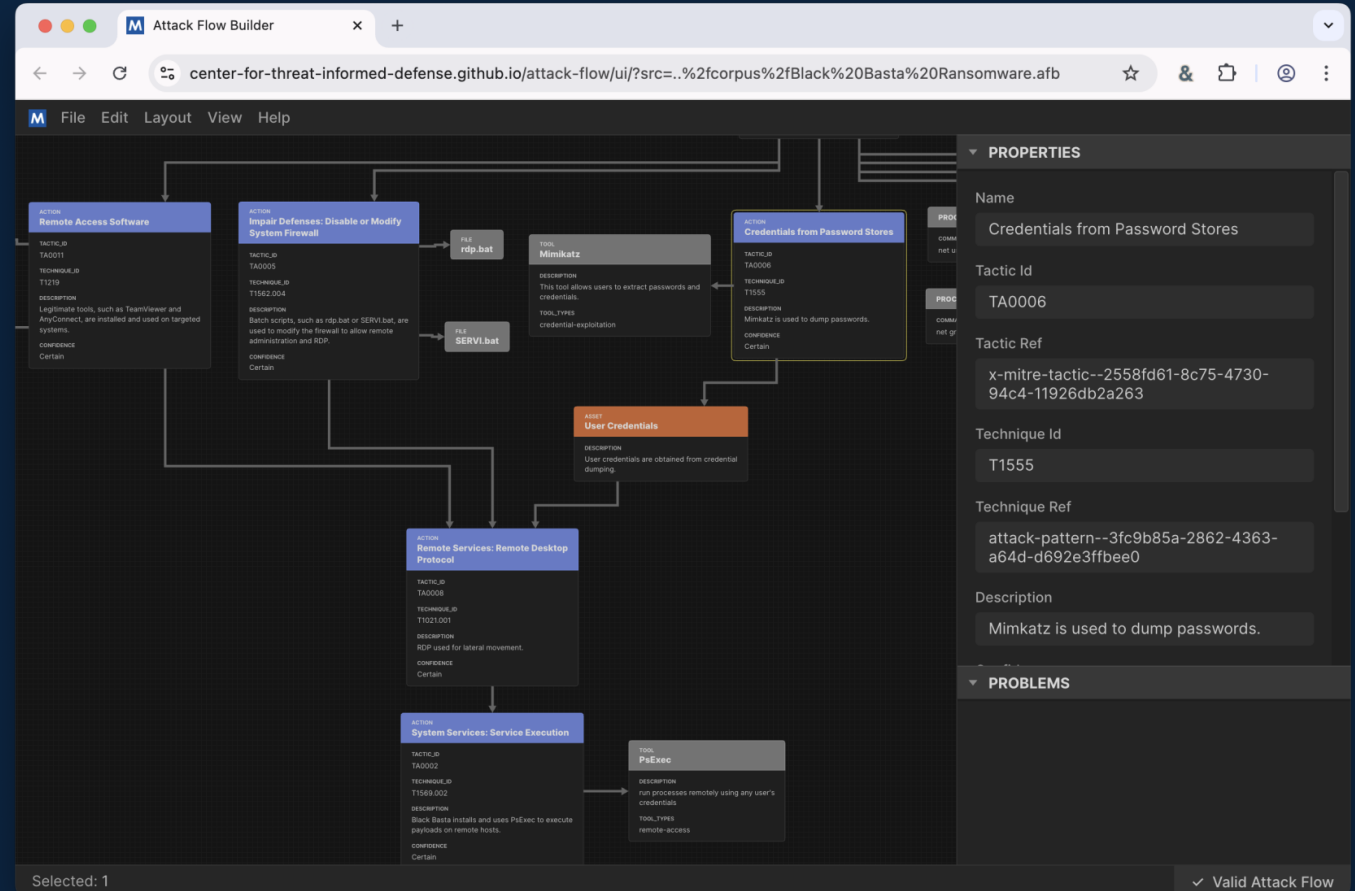 M Attack Flow Builder
center-for-threat-informed-defense.github.io/attack-flow/ui/?src=..%2fcorpus%2fBlack%20Basta%20Ransomware.afb
M File Edit Layout View Help
ACTION
Remote Access Software
TACTIC_ID
TA0011
TECHNIQUE_ID
T1219
DESCRIPTION
Legitimate tools, such as TeamViewer and
AnyConnect, are installed and used on targeted
systems.
CONFIDENCE
Certain
ACTION
Impair Defenses: Disable or Modify
System Firewall
TACTIC_ID
TA0005
TECHNIQUE_ID
T1562.004
DESCRIPTION
Batch scripts, such as rdp.bat or SERVI.bat, are
used to modify the firewall to allow remote
administration and RDP.
CONFIDENCE
Certain
FILE
rdp.bat
FILE
SERVI.bat
TOOL
Mimikatz
DESCRIPTION
This tool allows users to extract passwords and
credentials.
TOOL_TYPES
credential-exploitation
ACTION
Credentials from Password Stores
TACTIC_ID
TA0006
TECHNIQUE_ID
T1555
DESCRIPTION
Mimkatz is used to dump passwords.
CONFIDENCE
Certain
PROC
COMM
net u
PROC
COMM
net gr
ASSET
User Credentials
DESCRIPTION
User credentials are obtained from credential
dumping.
ACTION
Remote Services: Remote Desktop
Protocol
TACTIC_ID
TA0008
TECHNIQUE_ID
T1021.001
DESCRIPTION
RDP used for lateral movement.
CONFIDENCE
Certain
ACTION
System Services: Service Execution
TACTIC_ID
TA0002
TECHNIQUE_ID
T1569.002
DESCRIPTION
Black Basta installs and uses PsExec to execute
payloads on remote hosts.
CONFIDENCE
Certain
TOOL
PsExec
DESCRIPTION
run processes remotely using any user's
credentials
TOOL_TYPES
remote-access
PROPERTIES
Name
Credentials from Password Stores
Tactic Id
TA0006
Tactic Ref
x-mitre-tactic--2558fd61-8c75-4730-
94c4-11926db2a263
Technique Id
T1555
Technique Ref
attack-pattern--3fc9b85a-2862-4363-
a64d-d692e3ffbee0
Description
Mimkatz is used to dump passwords.
PROBLEMS
Selected: 1
Valid Attack Flow